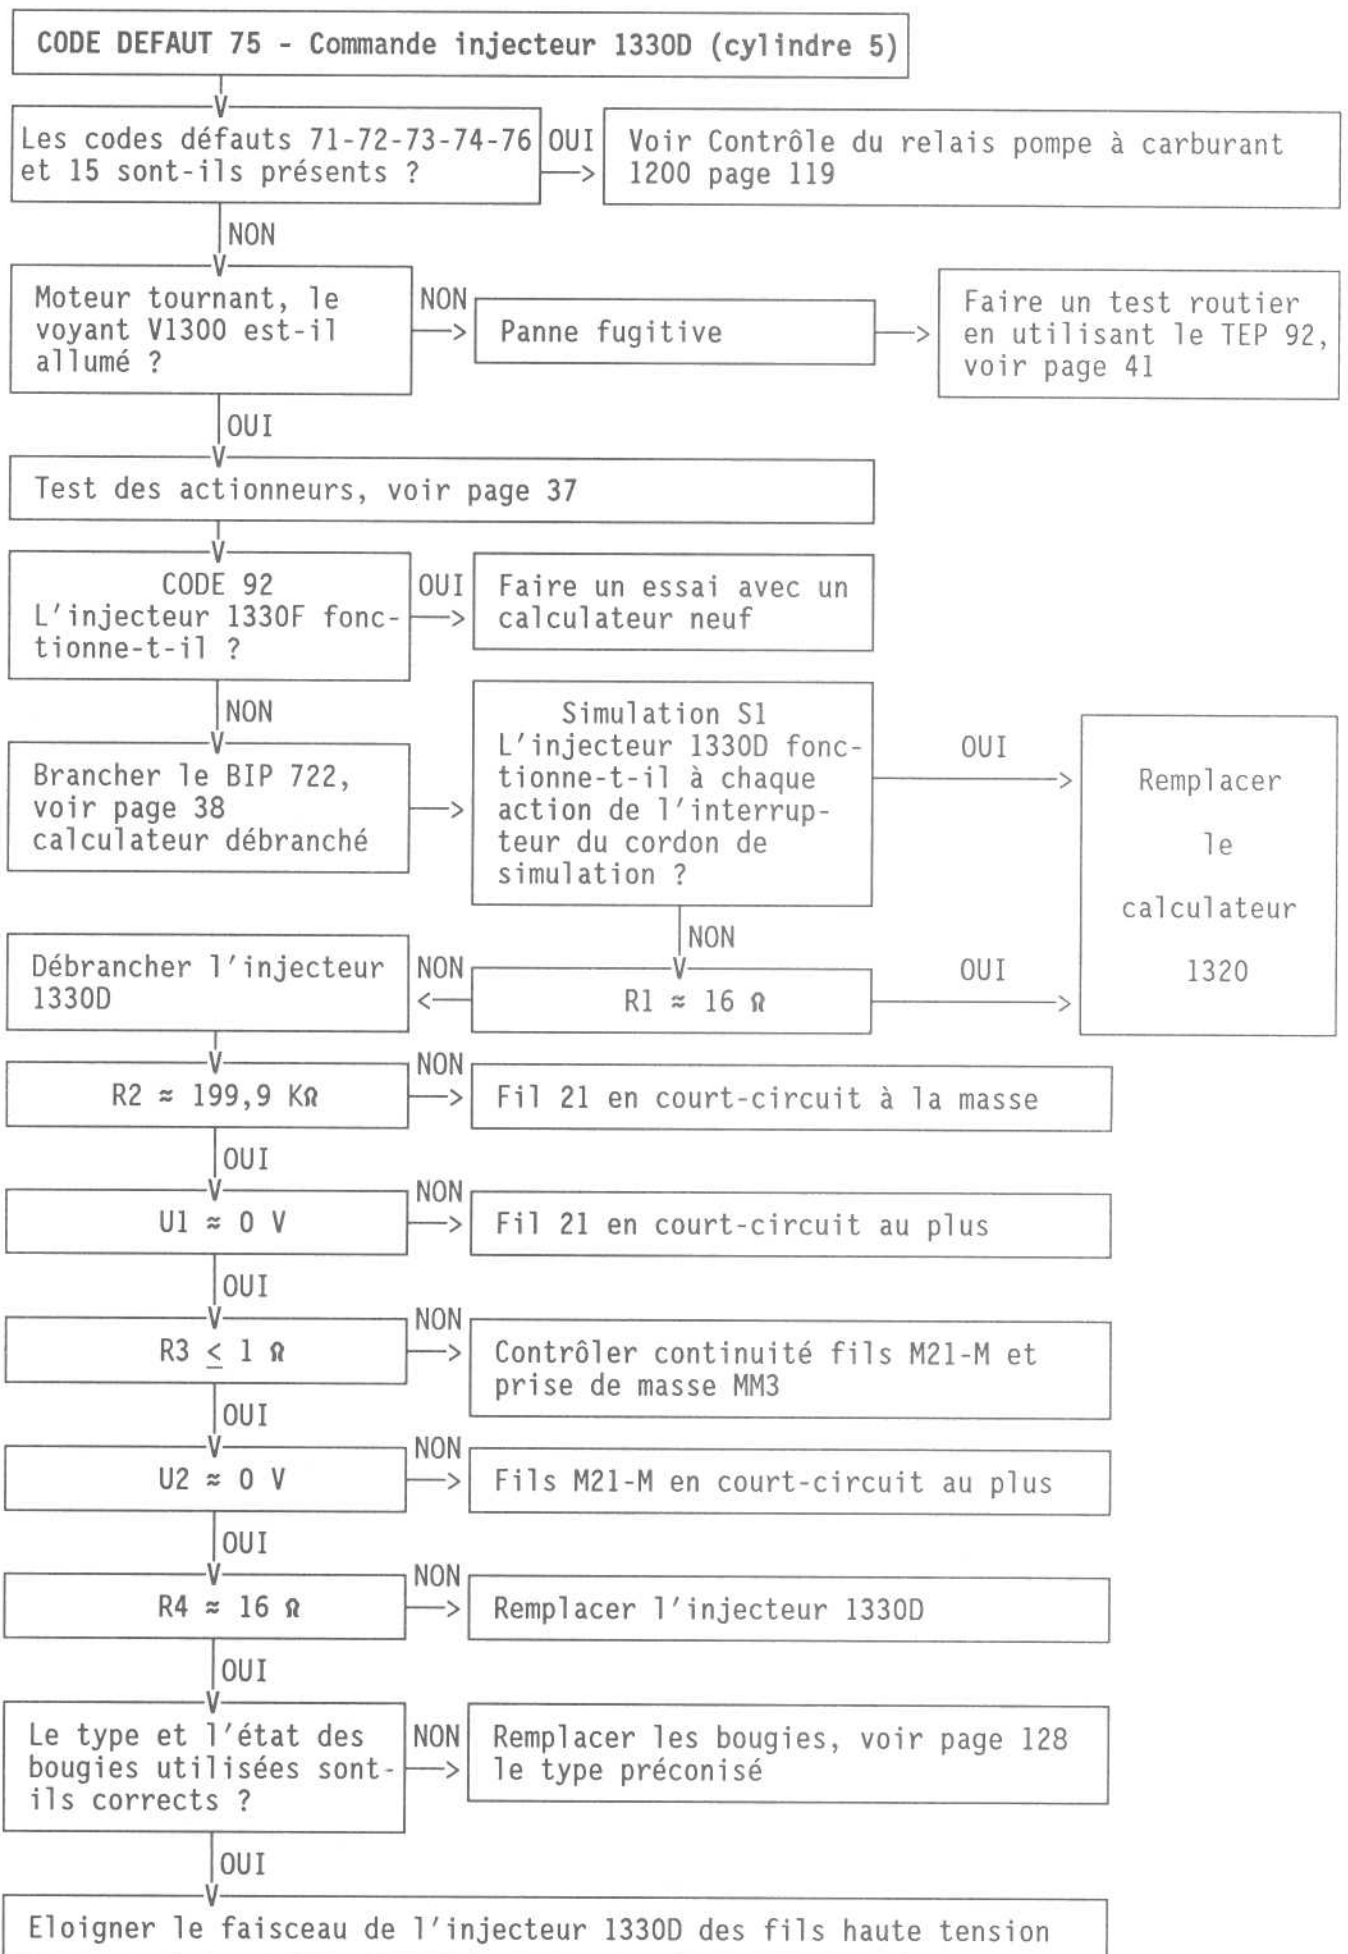 CODE DEFAUT 75 - Commande injecteur 1330D (cylindre 5)
V
Les codes défauts 71-72-73-74-76
et 15 sont-ils présents ?
OUI
Voir Contrôle du relais pompe à carburant
1200 page 119
NON
V
Moteur tournant, le
voyant V1300 est-il
allumé ?
NON
Panne fugitive
Faire un test routier
en utilisant le TEP 92,
voir page 41
OUI
V
Test des actionneurs, voir page 37
V
CODE 92
L'injecteur 1330F fonc-
tionne-t-il ?
OUI
Faire un essai avec un
calculateur neuf
NON
V
Brancher le BIP 722,
voir page 38
calculateur débranché
Simulation S1
L'injecteur 1330D fonc-
tionne-t-il à chaque
action de l'interrup-
teur du cordon de
simulation ?
OUI
Remplacer
le
calculateur
1320
NON
V
R1 ≈ 16 Ω
OUI
NON
Débrancher l'injecteur
1330D
V
R2 ≈ 199,9 KΩ
NON
Fil 21 en court-circuit à la masse
OUI
V
U1 ≈ 0 V
NON
Fil 21 en court-circuit au plus
OUI
V
R3 ≤ 1 Ω
NON
Contrôler continuité fils M21-M et
prise de masse MM3
OUI
V
U2 ≈ 0 V
NON
Fils M21-M en court-circuit au plus
OUI
V
R4 ≈ 16 Ω
NON
Remplacer l'injecteur 1330D
OUI
V
Le type et l'état des
bougies utilisées sont-
ils corrects ?
NON
Remplacer les bougies, voir page 128
le type préconisé
OUI
V
Eloigner le faisceau de l'injecteur 1330D des fils haute tension